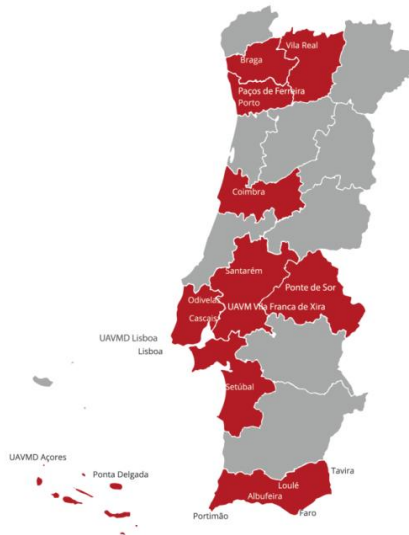 Vila Real
Braga
Paços de Ferreira
Porto
Coimbra
Santarém
Ponte de Sor
Odivelas
UAVM Vila Franca de Xira
Cascais
UAVMD Lisboa
Lisboa
Setúbal
UAVMD Açores
Ponta Delgada
Tavira
Loulé
Albufeira
Portimão
Faro